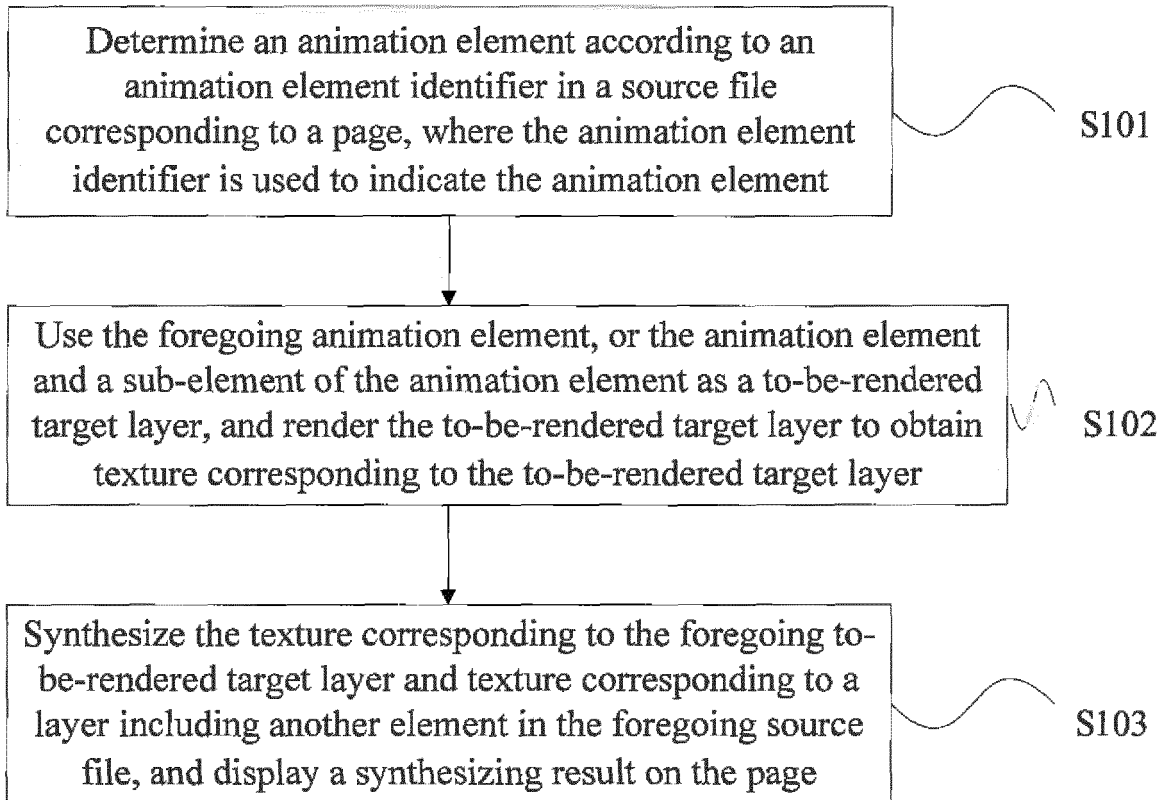 Determine an animation element according to an
animation element identifier in a source file
corresponding to a page, where the animation element
identifier is used to indicate the animation element
S101
Use the foregoing animation element, or the animation element
and a sub-element of the animation element as a to-be-rendered
target layer, and render the to-be-rendered target layer to obtain
texture corresponding to the to-be-rendered target layer
S102
Synthesize the texture corresponding to the foregoing to-
be-rendered target layer and texture corresponding to a
layer including another element in the foregoing source
file, and display a synthesizing result on the page
S103